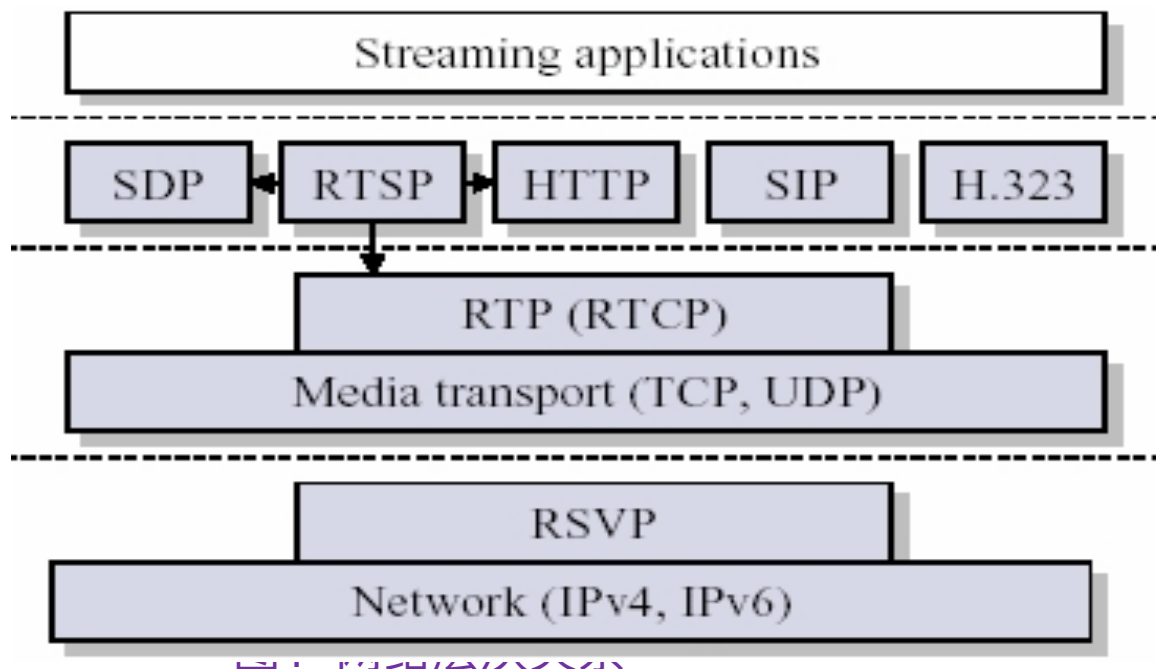 Streaming applications
SDP RTSP HTTP SIP H.323
RTP (RTCP)
Media transport (TCP, UDP)
RSVP
Network (IPv4, IPv6)